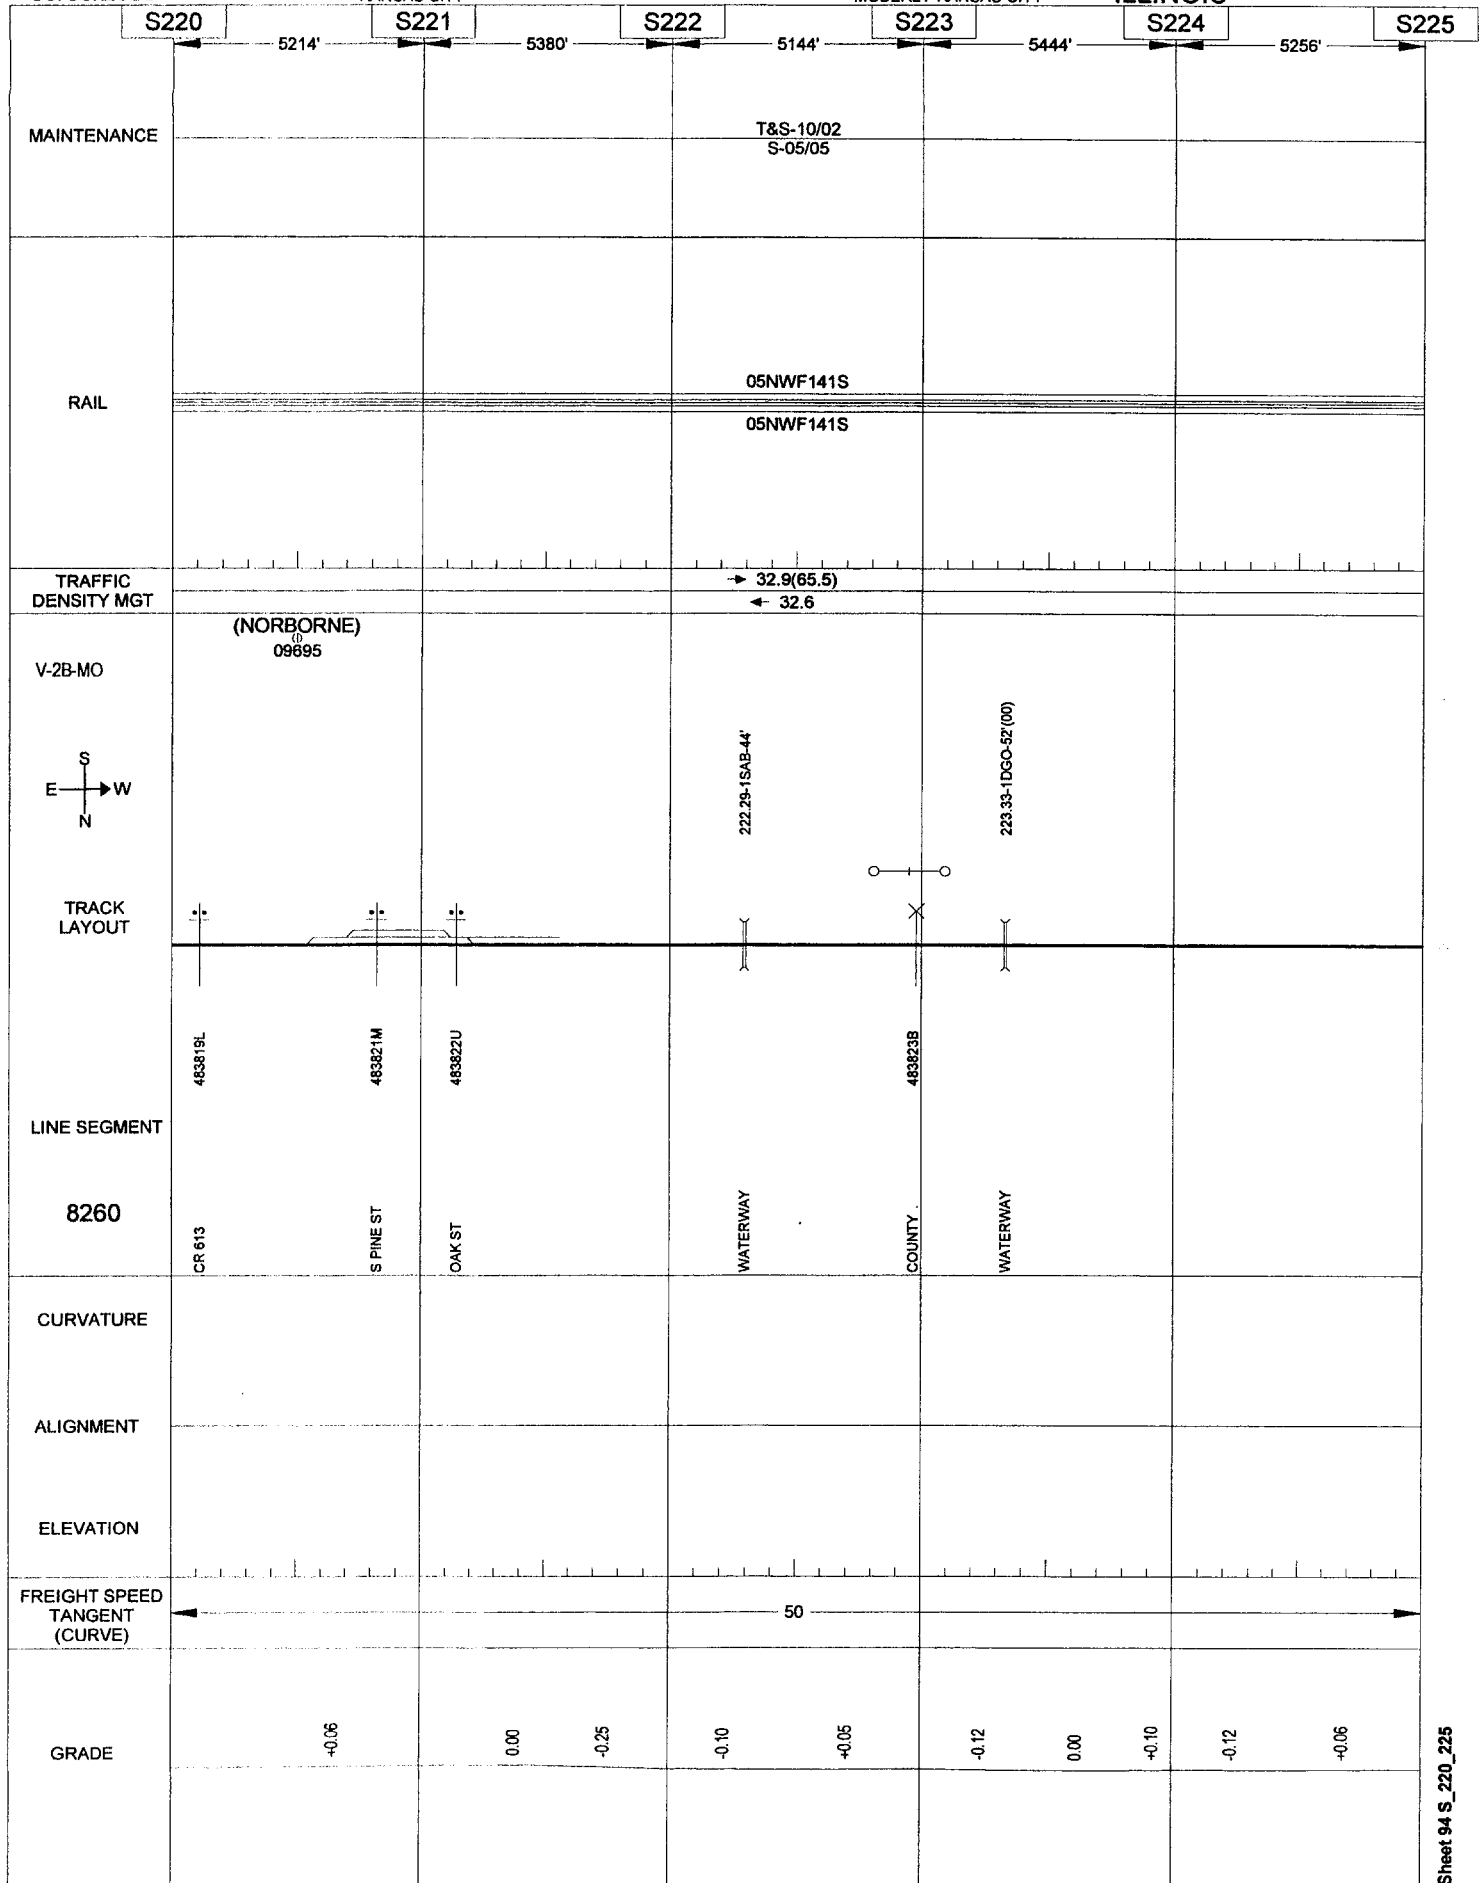 ILLINOIS
S220
S221
S222
S223
S224
S225
5214'
5380'
5144'
5444'
5256'
MAINTENANCE
T&S-10/02
S-05/05
RAIL
05NWF141S
05NWF141S
TRAFFIC
DENSITY MGT
32.9(65.5)
32.6
(NORBORNE)
(I)
09695
V-2B-MO
S
E W
N
222.29-1SAB-44'
223.33-1DGO-52'(00)
TRACK
LAYOUT
483819L
483821M
483822U
483823B
LINE SEGMENT
8260
CR 613
S PINE ST
OAK ST
WATERWAY
COUNTY
WATERWAY
CURVATURE
ALIGNMENT
ELEVATION
FREIGHT SPEED
TANGENT
(CURVE)
50
GRADE
+0.06
0.00
-0.25
-0.10
+0.05
-0.12
0.00
+0.10
-0.12
+0.06
Sheet 94 S_220_225